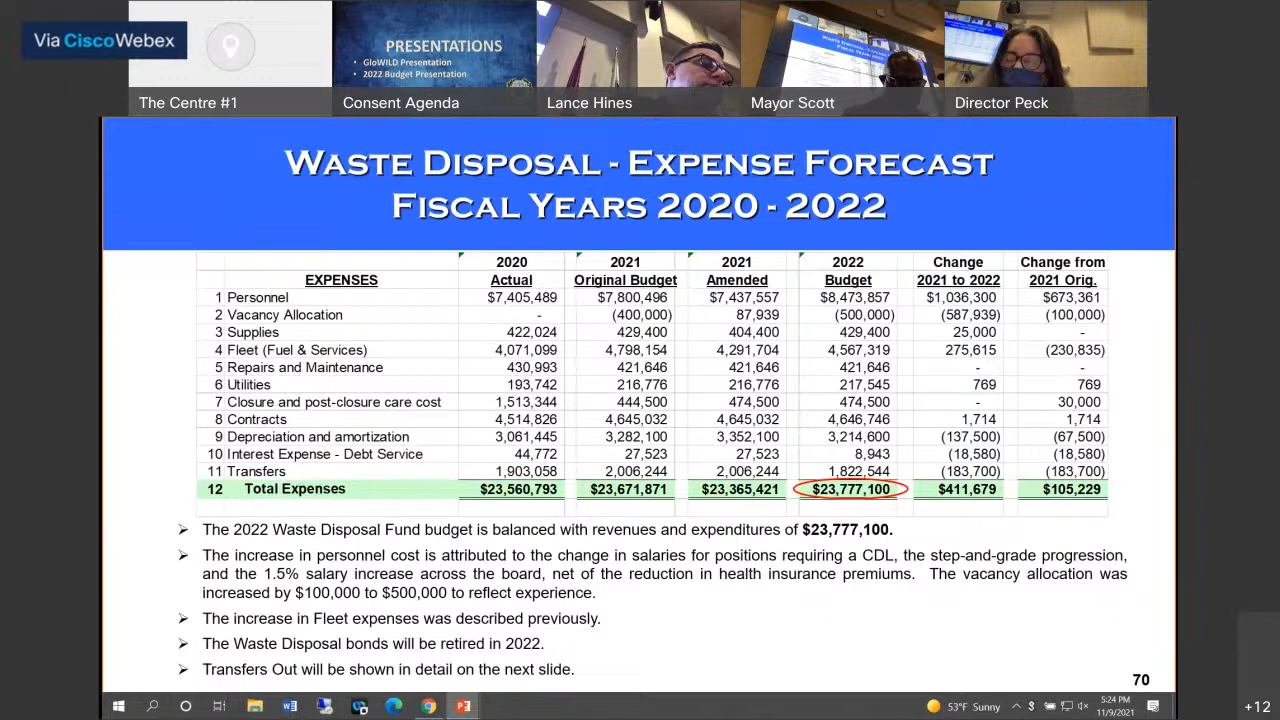 Via Cisco Webex
PRESENTATIONS
• GloWILD Presentation
• 2022 Budget Presentation
The Centre #1
Consent Agenda
Lance Hines
Mayor Scott
Director Peck
WASTE DISPOSAL - EXPENSE FORECAST
FISCAL YEARS 2020 - 2022
2020 2021 2021 2022 Change Change from
EXPENSES Actual Original Budget Amended Budget 2021 to 2022 2021 Orig.
1 Personnel $7,405,489 $7,800,496 $7,437,557 $8,473,857 $1,036,300 $673,361
2 Vacancy Allocation - (400,000) 87,939 (500,000) (587,939) (100,000)
3 Supplies 422,024 429,400 404,400 429,400 25,000 -
4 Fleet (Fuel & Services) 4,071,099 4,798,154 4,291,704 4,567,319 275,615 (230,835)
5 Repairs and Maintenance 430,993 421,646 421,646 421,646 - -
6 Utilities 193,742 216,776 216,776 217,545 769 769
7 Closure and post-closure care cost 1,513,344 444,500 474,500 474,500 - 30,000
8 Contracts 4,514,826 4,645,032 4,645,032 4,646,746 1,714 1,714
9 Depreciation and amortization 3,061,445 3,282,100 3,352,100 3,214,600 (137,500) (67,500)
10 Interest Expense - Debt Service 44,772 27,523 27,523 8,943 (18,580) (18,580)
11 Transfers 1,903,058 2,006,244 2,006,244 1,822,544 (183,700) (183,700)
12 Total Expenses $23,560,793 $23,671,871 $23,365,421 $23,777,100 $411,679 $105,229
➢ The 2022 Waste Disposal Fund budget is balanced with revenues and expenditures of $23,777,100.
➢ The increase in personnel cost is attributed to the change in salaries for positions requiring a CDL, the step-and-grade progression,
and the 1.5% salary increase across the board, net of the reduction in health insurance premiums. The vacancy allocation was
increased by $100,000 to $500,000 to reflect experience.
➢ The increase in Fleet expenses was described previously.
➢ The Waste Disposal bonds will be retired in 2022.
➢ Transfers Out will be shown in detail on the next slide.
70
53°F Sunny
5:24 PM
11/9/2021
+12